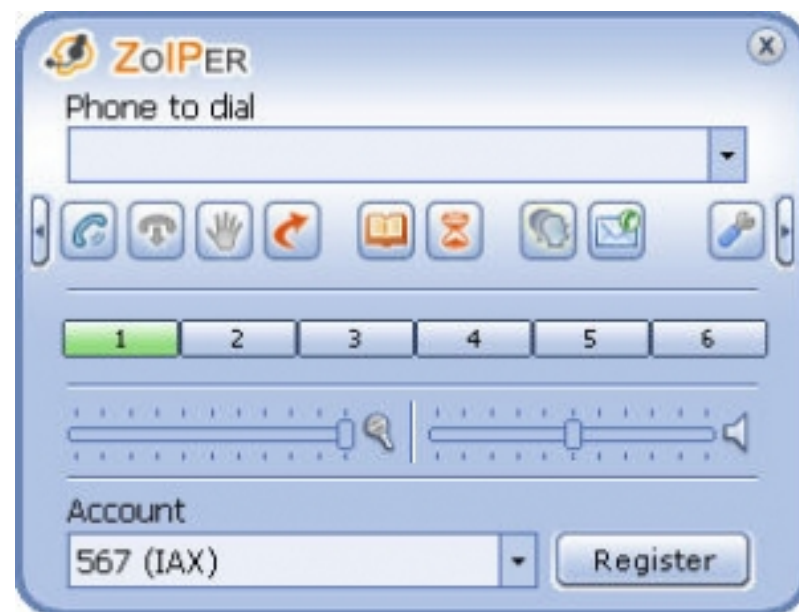 ZoIPER
Phone to dial
1 2 3 4 5 6
Account
567 (IAX) Register